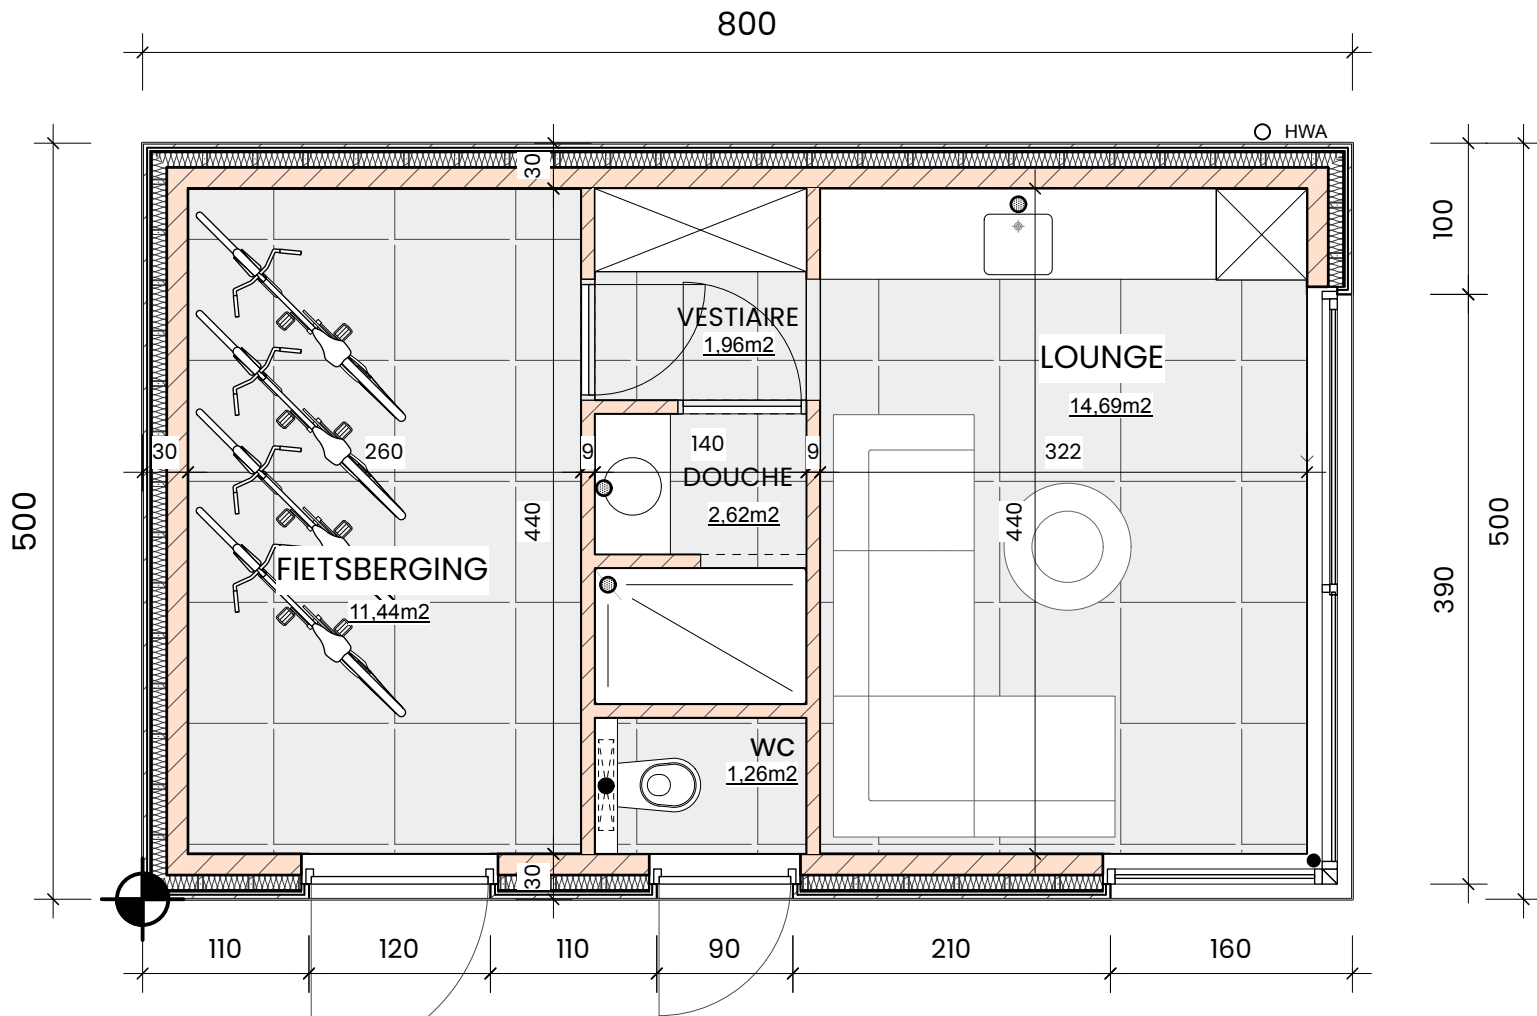 800
HWA
30
100
VESTIAIRE
1,96m2
LOUNGE
14,69m2
30
260
9
140
9
322
DOUCHE
2,62m2
500
440
440
500
FIETSBERGING
11,44m2
390
WC
1,26m2
30
110
120
110
90
210
160